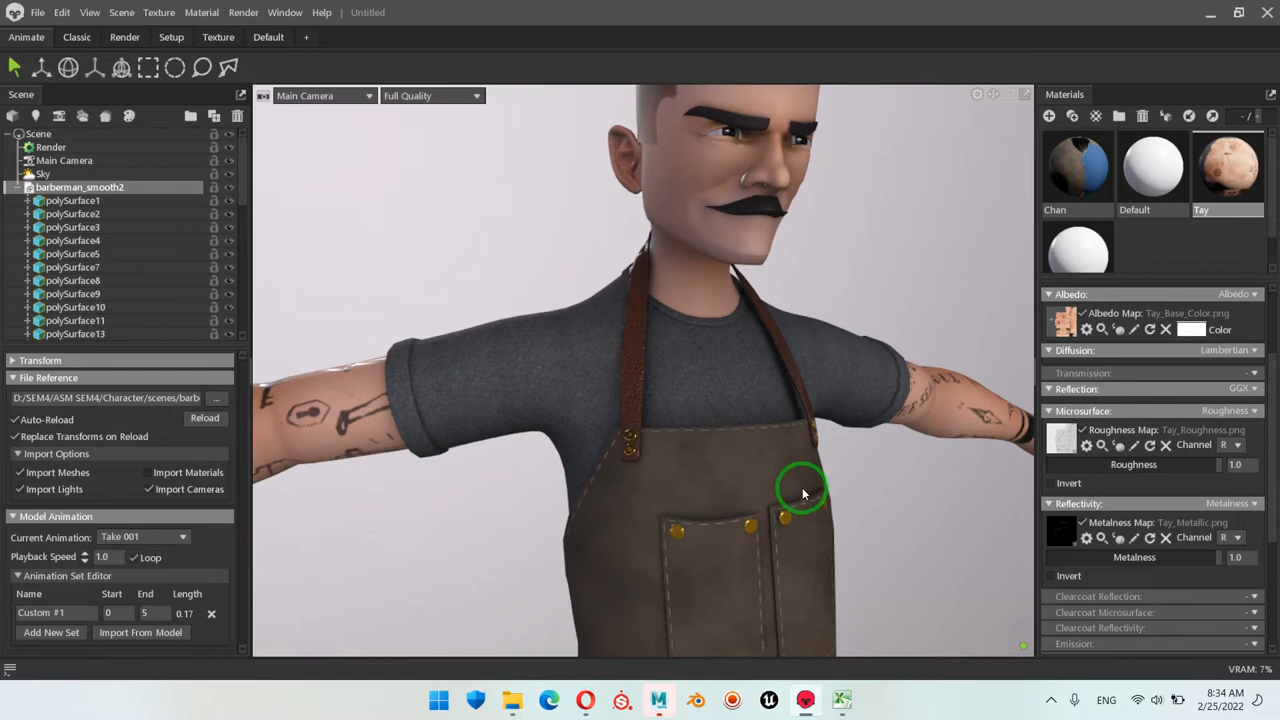 File Edit View Scene Texture Material Render Window Help Untitled
Animate Classic Render Setup Texture Default +
Scene
Main Camera Full Quality
Materials
Scene
Render
Main Camera
Sky
barberman_smooth2
polySurface1
polySurface2
polySurface3
polySurface4
polySurface5
polySurface7
polySurface8
polySurface9
polySurface10
polySurface11
polySurface13
Transform
File Reference
D:/SEM4/ASM SEM4/Character/scenes/barb ...
Auto-Reload Reload
Replace Transforms on Reload
Import Options
Import Meshes Import Materials
Import Lights Import Cameras
Model Animation
Current Animation: Take 001
Playback Speed 1.0 Loop
Animation Set Editor
Name Start End Length
Custom #1 0 5 0.17
Add New Set Import From Model
- /
Chan Default Tay
Albedo: Albedo
Albedo Map: Tay_Base_Color.png
Color
Diffusion: Lambertian
Transmission: -
Reflection: GGX
Microsurface: Roughness
Roughness Map: Tay_Roughness.png
Channel R
Roughness 1.0
Invert
Reflectivity: Metalness
Metalness Map: Tay_Metallic.png
Channel R
Metalness 1.0
Invert
Clearcoat Reflection: -
Clearcoat Microsurface: -
Clearcoat Reflectivity: -
Emission: -
VRAM: 7%
ENG
8:34 AM
2/25/2022